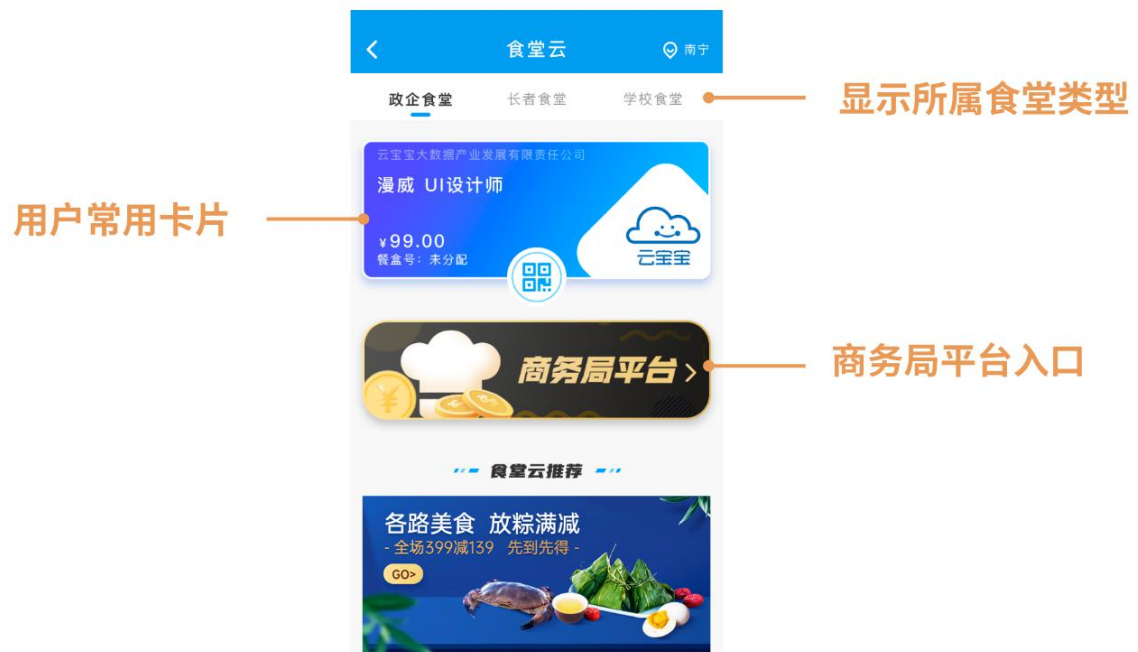 食堂云
南宁
政企食堂
长者食堂
学校食堂
显示所属食堂类型
云宝宝大数据产业发展有限责任公司
漫威 UI设计师
用户常用卡片
¥99.00
餐盒号：未分配
云宝宝
商务局平台
商务局平台入口
食堂云推荐
各路美食 放粽满减
- 全场399减139 先到先得 -
GO>